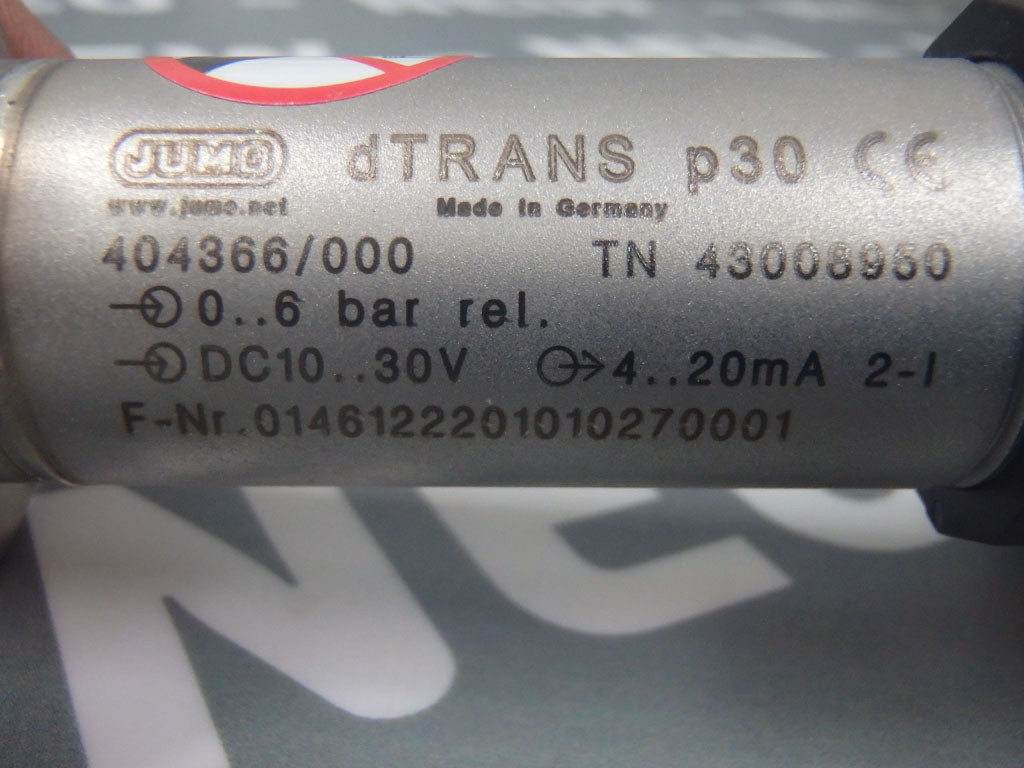 JUMO dTRANS p30 CE
www.jumo.net Made in Germany
404366/000 TN 43008950
0..6 bar rel.
DC10..30V 4..20mA 2-l
F-Nr.0146122201010270001